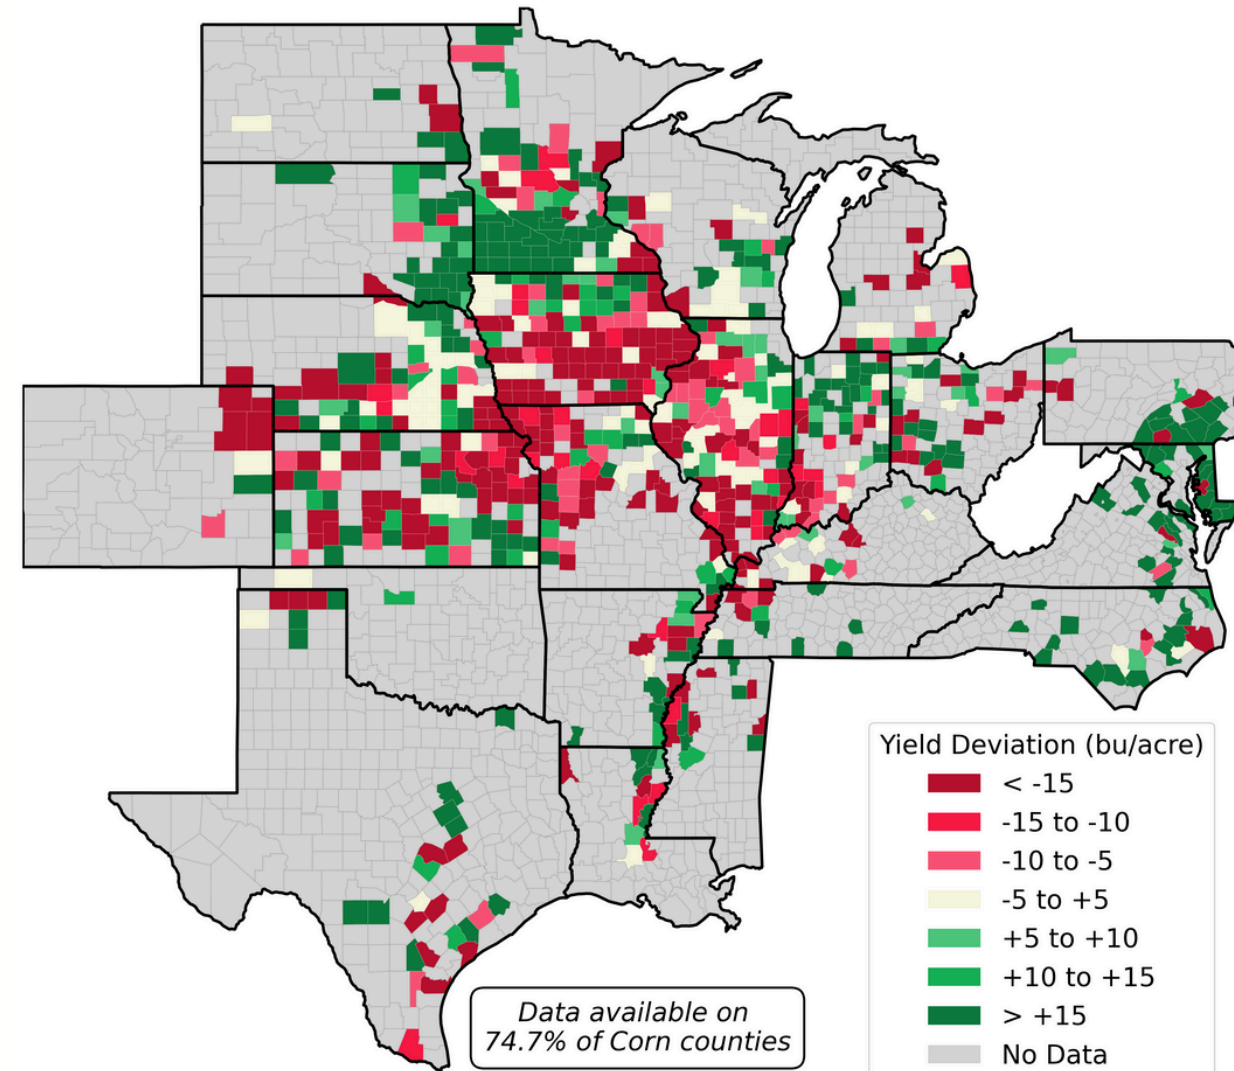 Yield Deviation (bu/acre)
< -15
-15 to -10
-10 to -5
-5 to +5
+5 to +10
+10 to +15
> +15
No Data
Data available on
74.7% of Corn counties